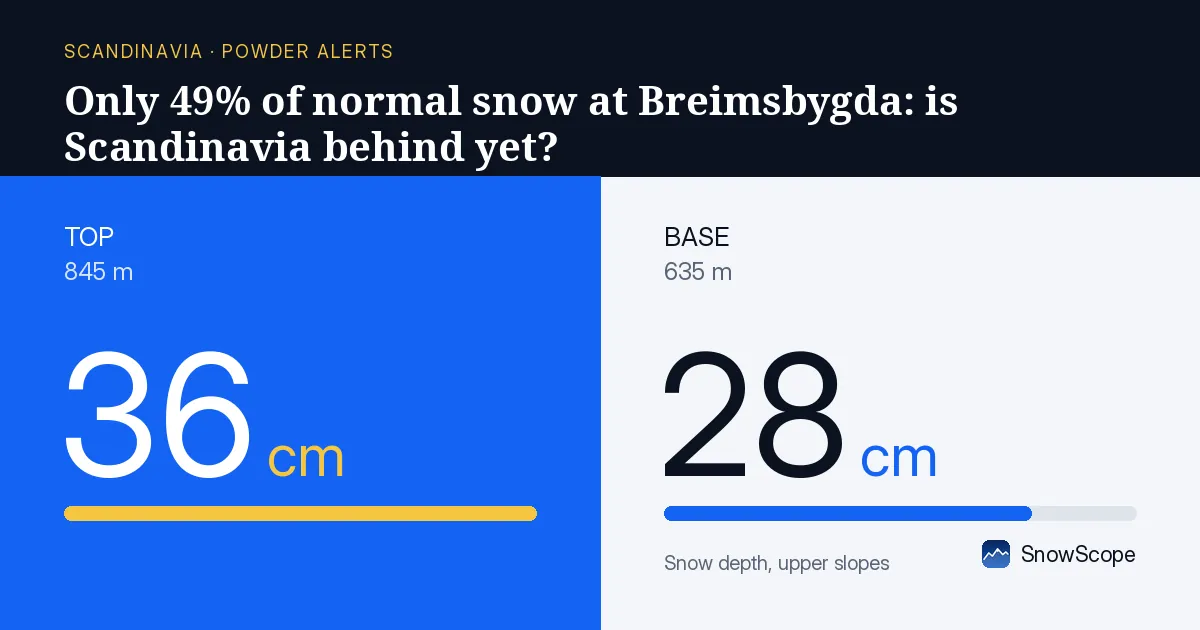 SCANDINAVIA · POWDER ALERTS
Only 49% of normal snow at Breimsbygda: is
Scandinavia behind yet?
TOP
845 m
36 cm
BASE
635 m
28 cm
Snow depth, upper slopes
SnowScope